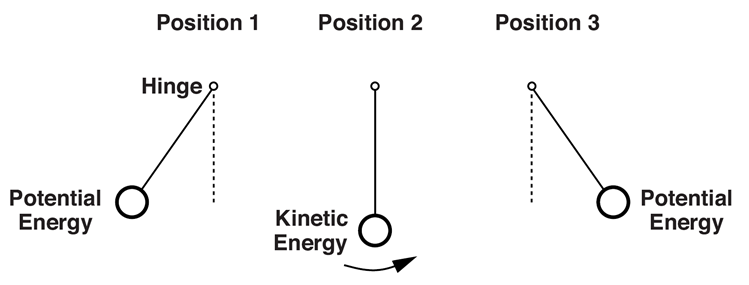 Position 1
Position 2
Position 3
Hinge
Potential
Energy
Kinetic
Energy
Potential
Energy